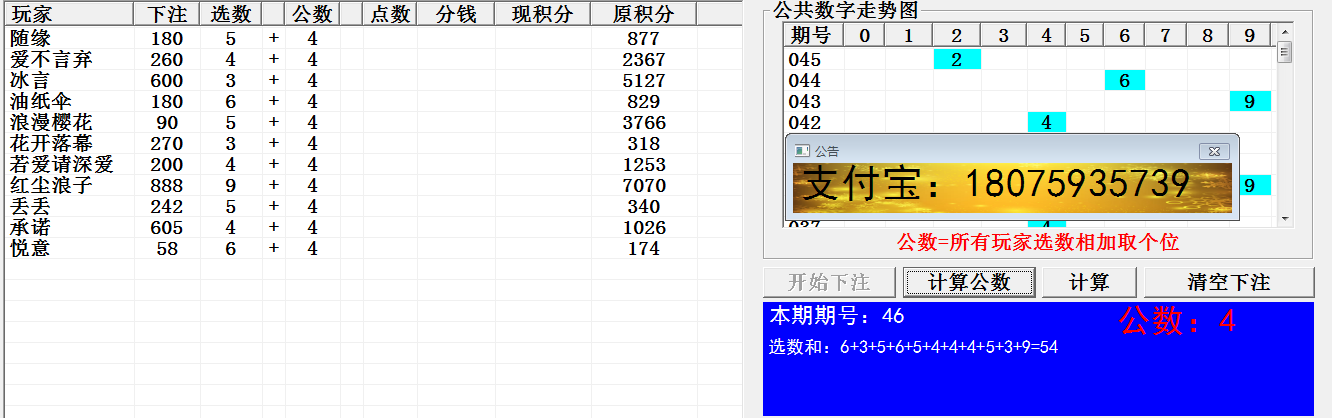 玩家 下注 选数 公数 点数 分钱 现积分 原积分
随缘 180 5 + 4 877
爱不言弃 260 4 + 4 2367
冰言 600 3 + 4 5127
油纸伞 180 6 + 4 829
浪漫樱花 90 5 + 4 3766
花开落幕 270 3 + 4 318
若爱请深爱 200 4 + 4 1253
红尘浪子 888 9 + 4 7070
丢丢 242 5 + 4 340
承诺 605 4 + 4 1026
悦意 58 6 + 4 174
公共数字走势图
期号 0 1 2 3 4 5 6 7 8 9
045 2
044 6
043 9
042 4
公告
支付宝：18075935739
9
037 4
公数=所有玩家选数相加取个位
开始下注 计算公数 计算 清空下注
本期期号：46 公数：4
选数和：6+3+5+6+5+4+4+4+5+3+9=54